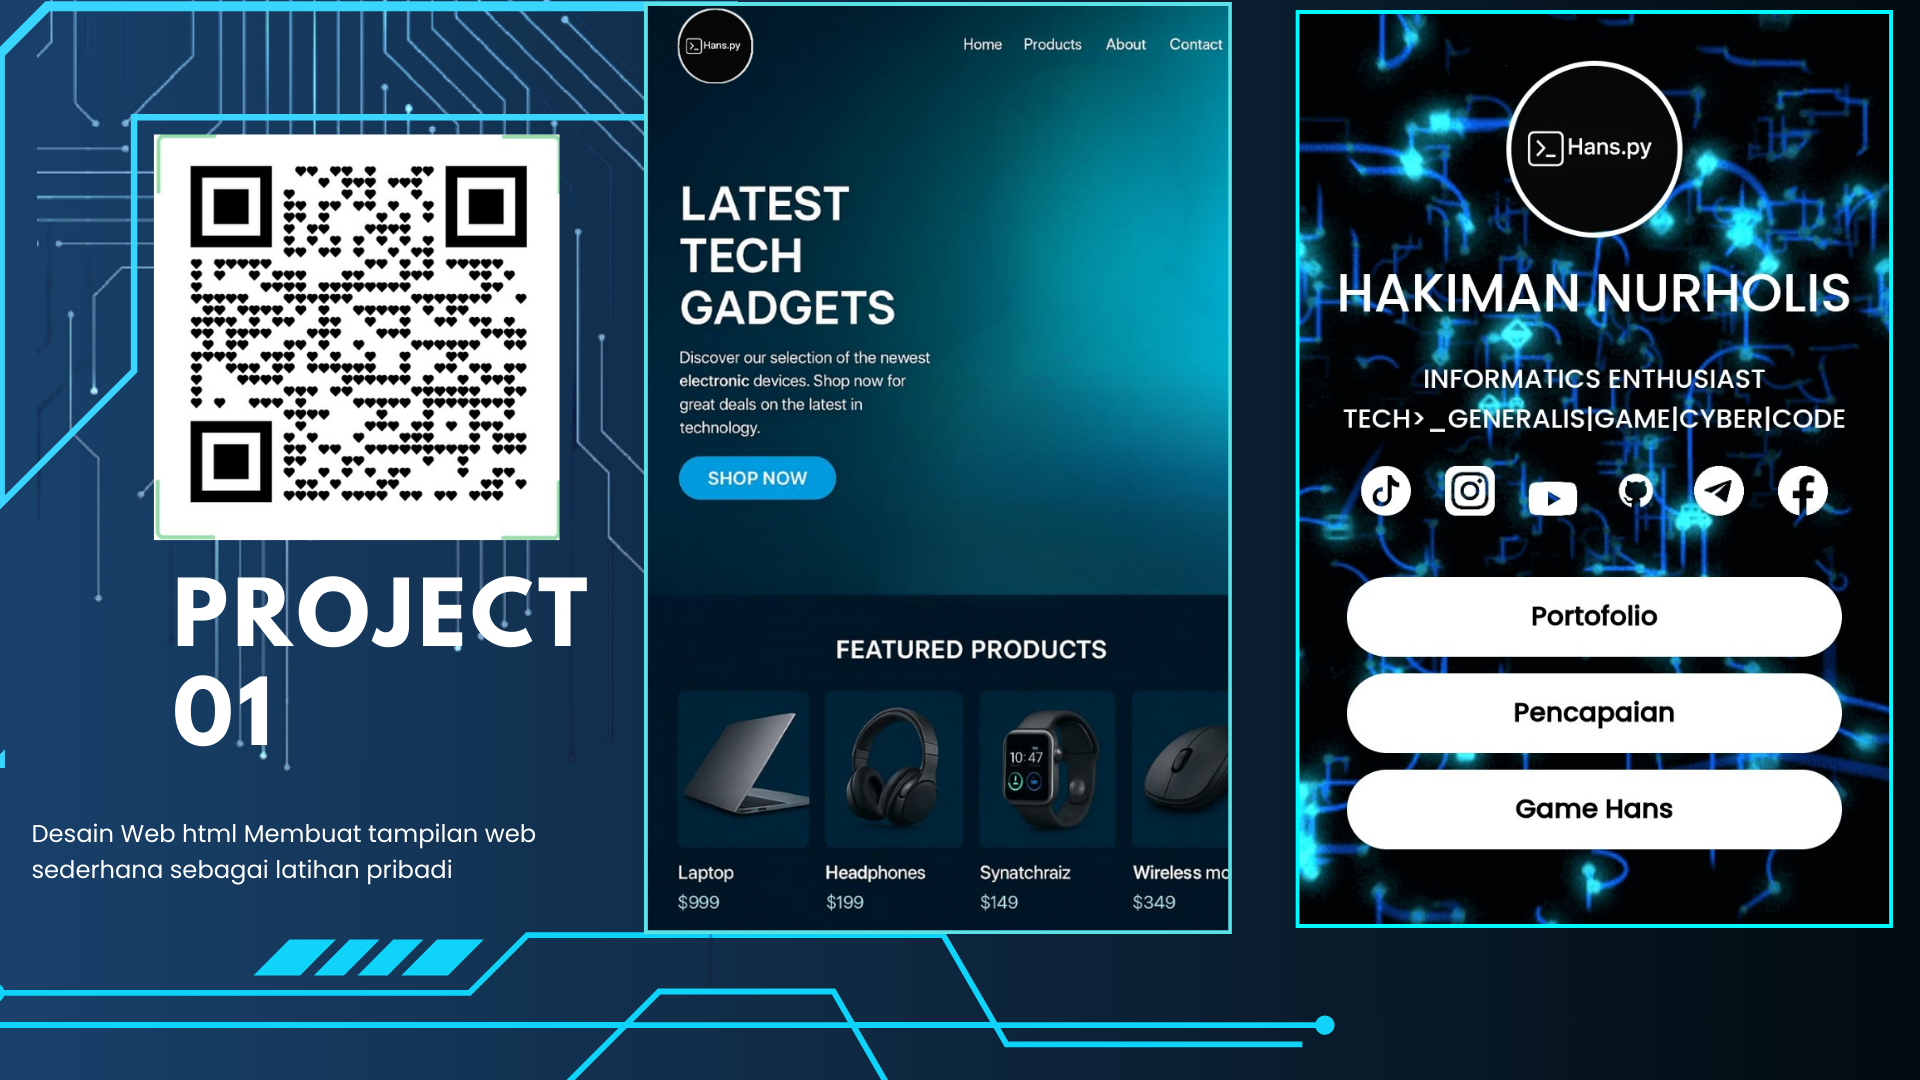 PROJECT
01
Desain Web html Membuat tampilan web
sederhana sebagai latihan pribadi
Hans.py
Home Products About Contact
LATEST
TECH
GADGETS
Discover our selection of the newest
electronic devices. Shop now for
great deals on the latest in
technology.
SHOP NOW
FEATURED PRODUCTS
10:47
Laptop Headphones Synatchraiz Wireless mo
$999 $199 $149 $349
Hans.py
HAKIMAN NURHOLIS
INFORMATICS ENTHUSIAST
TECH>_GENERALIS|GAME|CYBER|CODE
Portofolio
Pencapaian
Game Hans